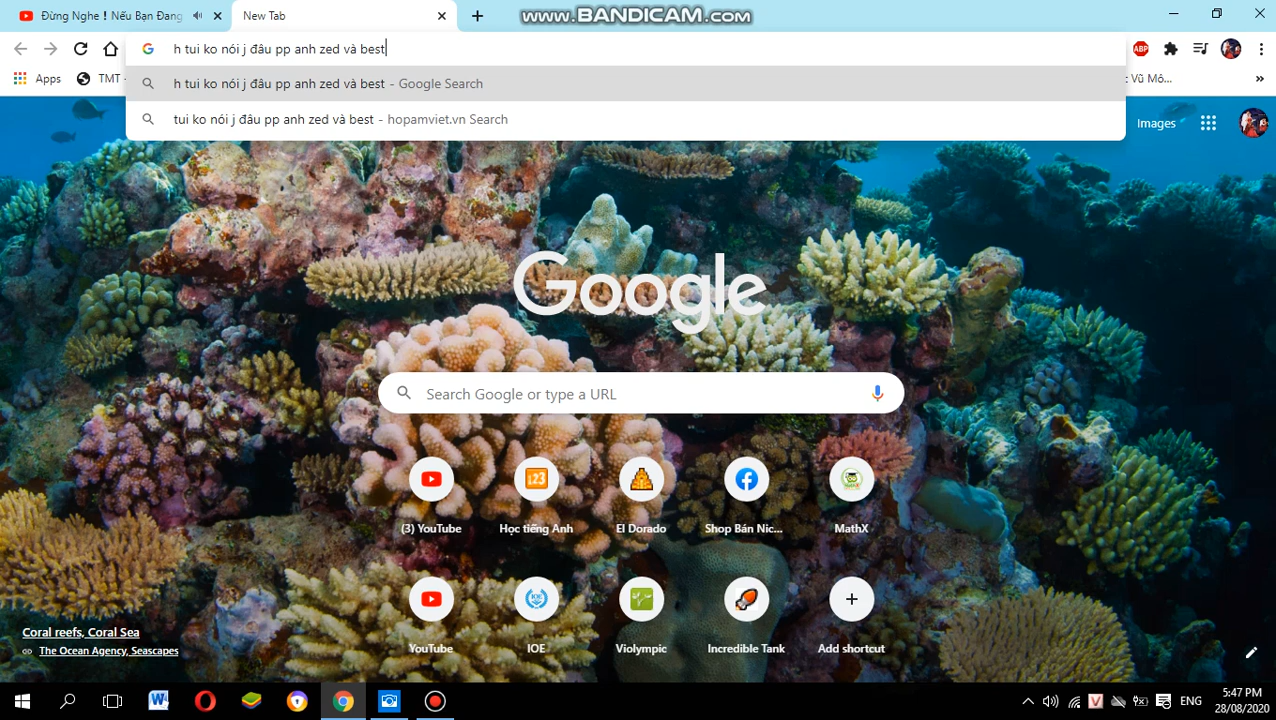 www.BANDICAM.com
Đừng Nghe ! Nếu Bạn Đang
New Tab
h tui ko nói j đâu pp anh zed và best
ABP
Apps
TMT -
: Vũ Mô...
»
h tui ko nói j đâu pp anh zed và best - Google Search
tui ko nói j đâu pp anh zed và best - hopamviet.vn Search
Images
Google
Search Google or type a URL
123
(3) YouTube
Học tiếng Anh
El Dorado
Shop Bán Nic...
MathX
IOE
YouTube
IOE
Violympic
Incredible Tank
Add shortcut
Coral reefs, Coral Sea
The Ocean Agency, Seascapes
W
V
ENG
5:47 PM
28/08/2020